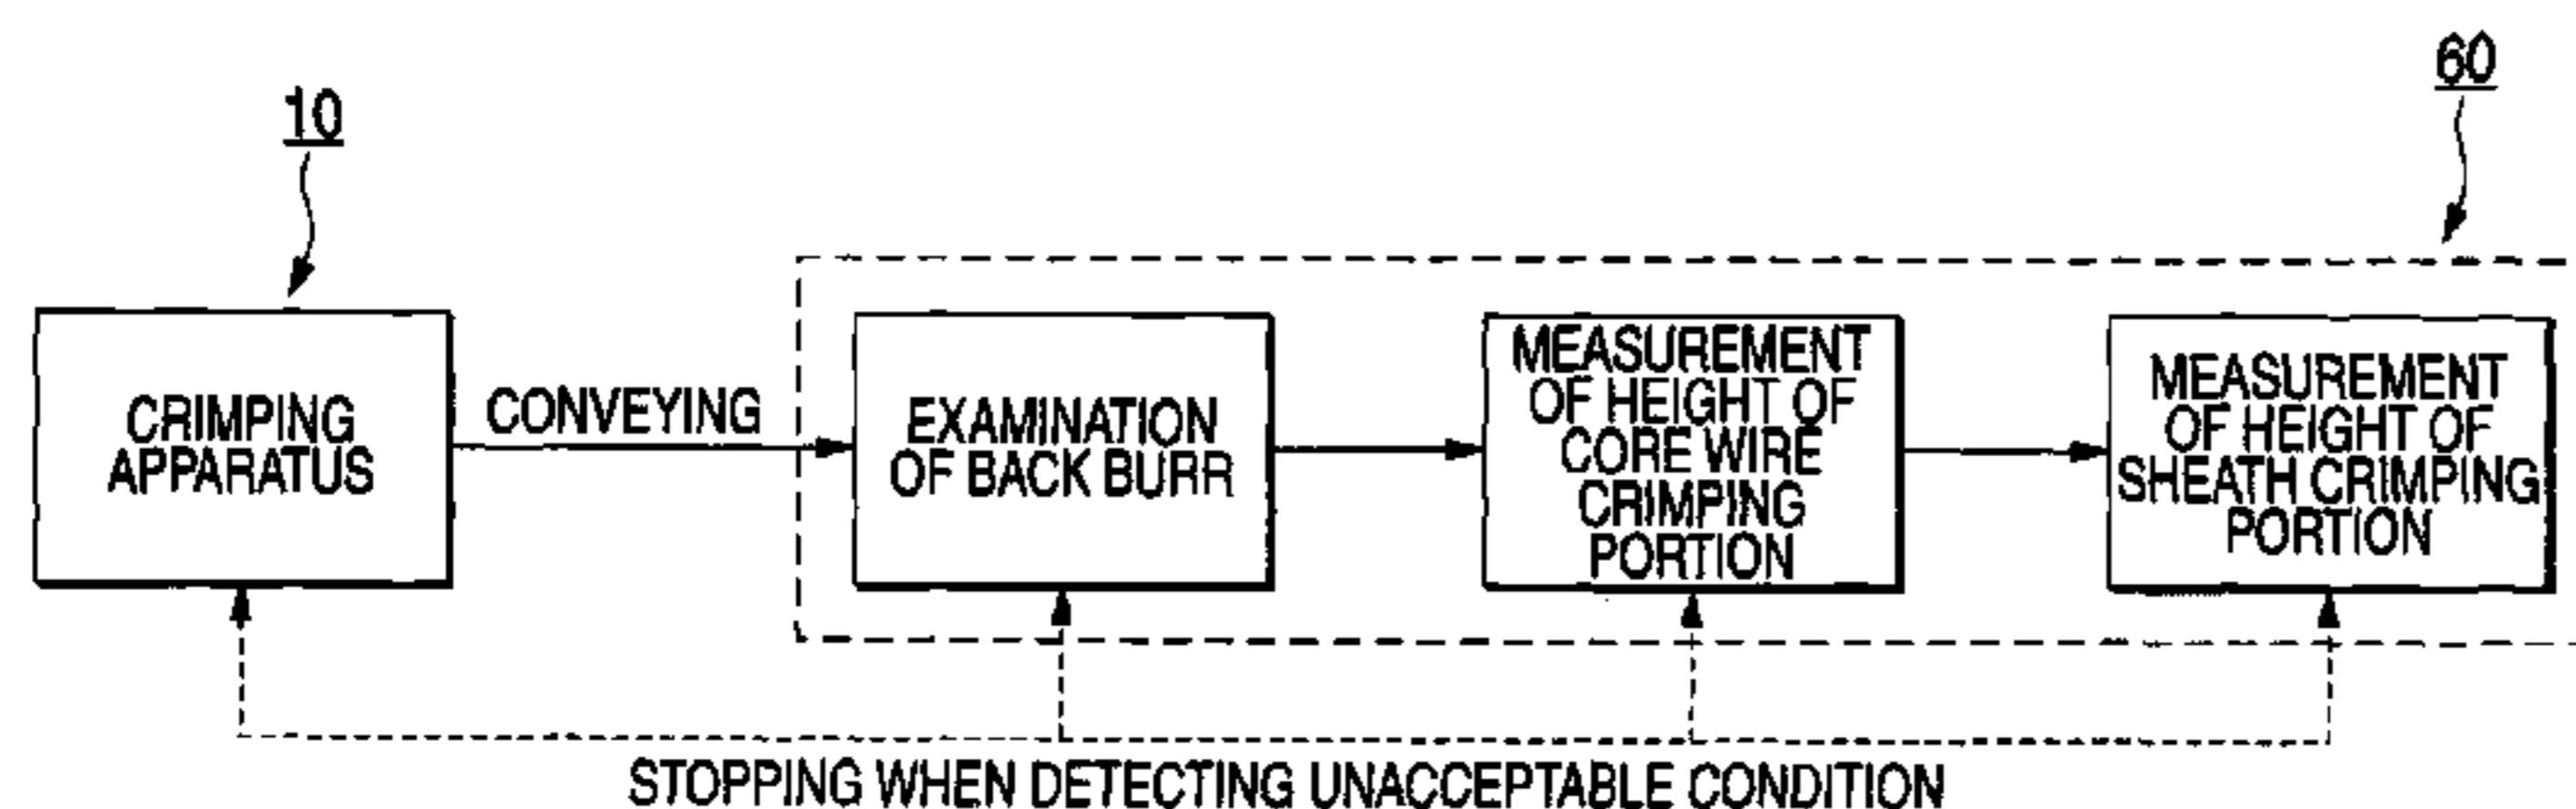 10
60
CRIMPING
APPARATUS
CONVEYING
EXAMINATION
OF BACK BURR
MEASUREMENT
OF HEIGHT OF
CORE WIRE
CRIMPING
PORTION
MEASUREMENT
OF HEIGHT OF
SHEATH CRIMPING
PORTION
STOPPING WHEN DETECTING UNACCEPTABLE CONDITION